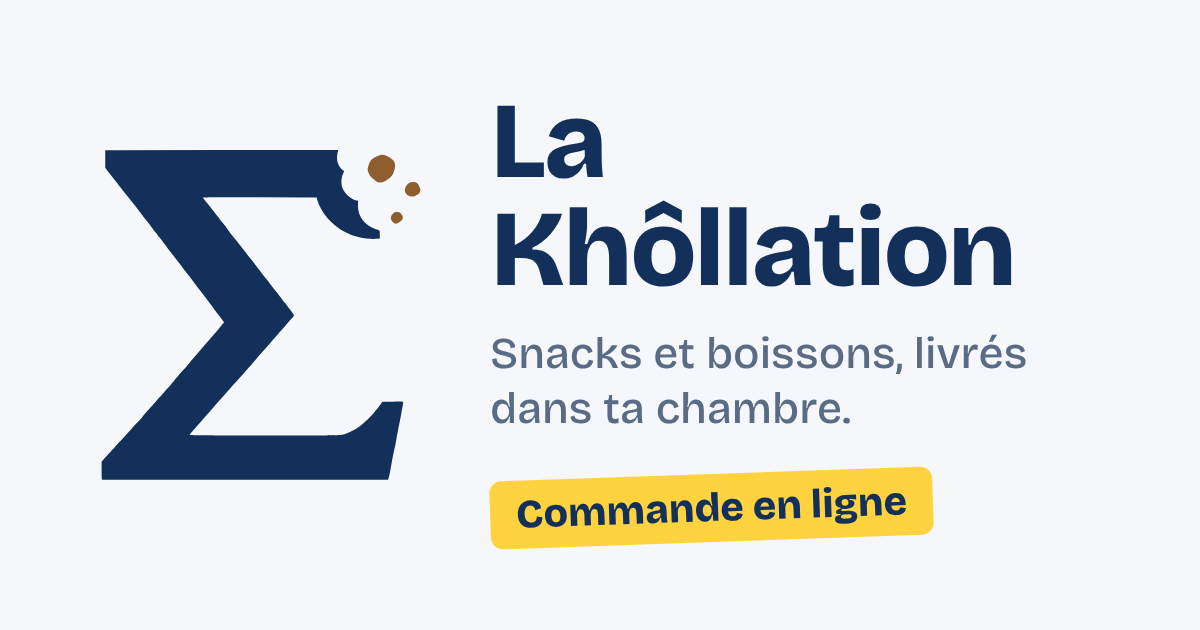 Σ
La
Khôllation
Snacks et boissons, livrés
dans ta chambre.
Commande en ligne